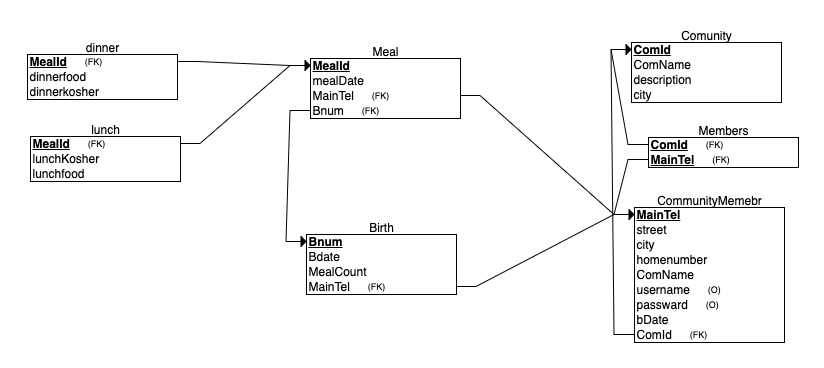 dinner
MealId (FK)
dinnerfood
dinnerkosher
lunch
MealId (FK)
lunchKosher
lunchfood
Meal
MealId
mealDate
MainTel (FK)
Bnum (FK)
Birth
Bnum
Bdate
MealCount
MainTel (FK)
Comunity
ComId
ComName
description
city
Members
ComId (FK)
MainTel (FK)
CommunityMemebr
MainTel
street
city
homenumber
ComName
username (O)
passward (O)
bDate
ComId (FK)